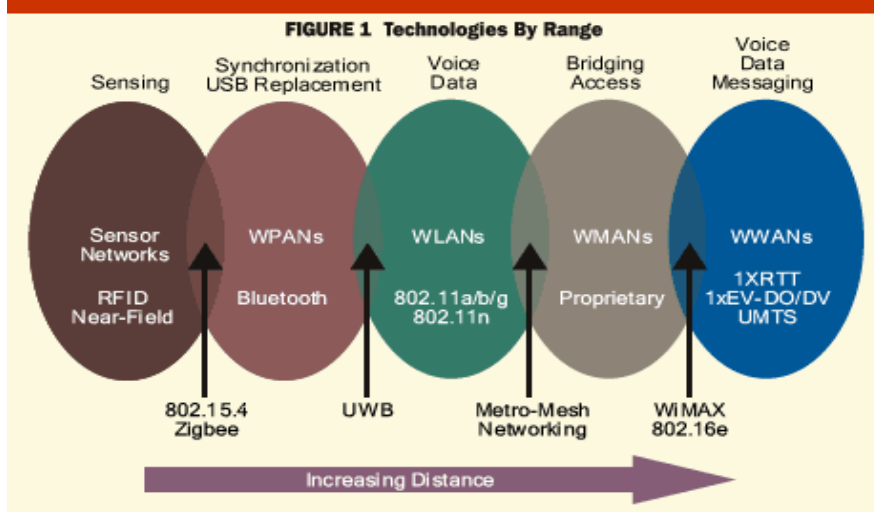 FIGURE 1 Technologies By Range
Sensing
Synchronization
USB Replacement
Voice
Data
Bridging
Access
Voice
Data
Messaging
Sensor
Networks
RFID
Near-Field
WPANs
Bluetooth
WLANs
802.11a/b/g
802.11n
WMANs
Proprietary
WWANs
1XRTT
1xEV-DO/DV
UMTS
802.15.4
Zigbee
UWB
Metro-Mesh
Networking
WiMAX
802.16e
Increasing Distance